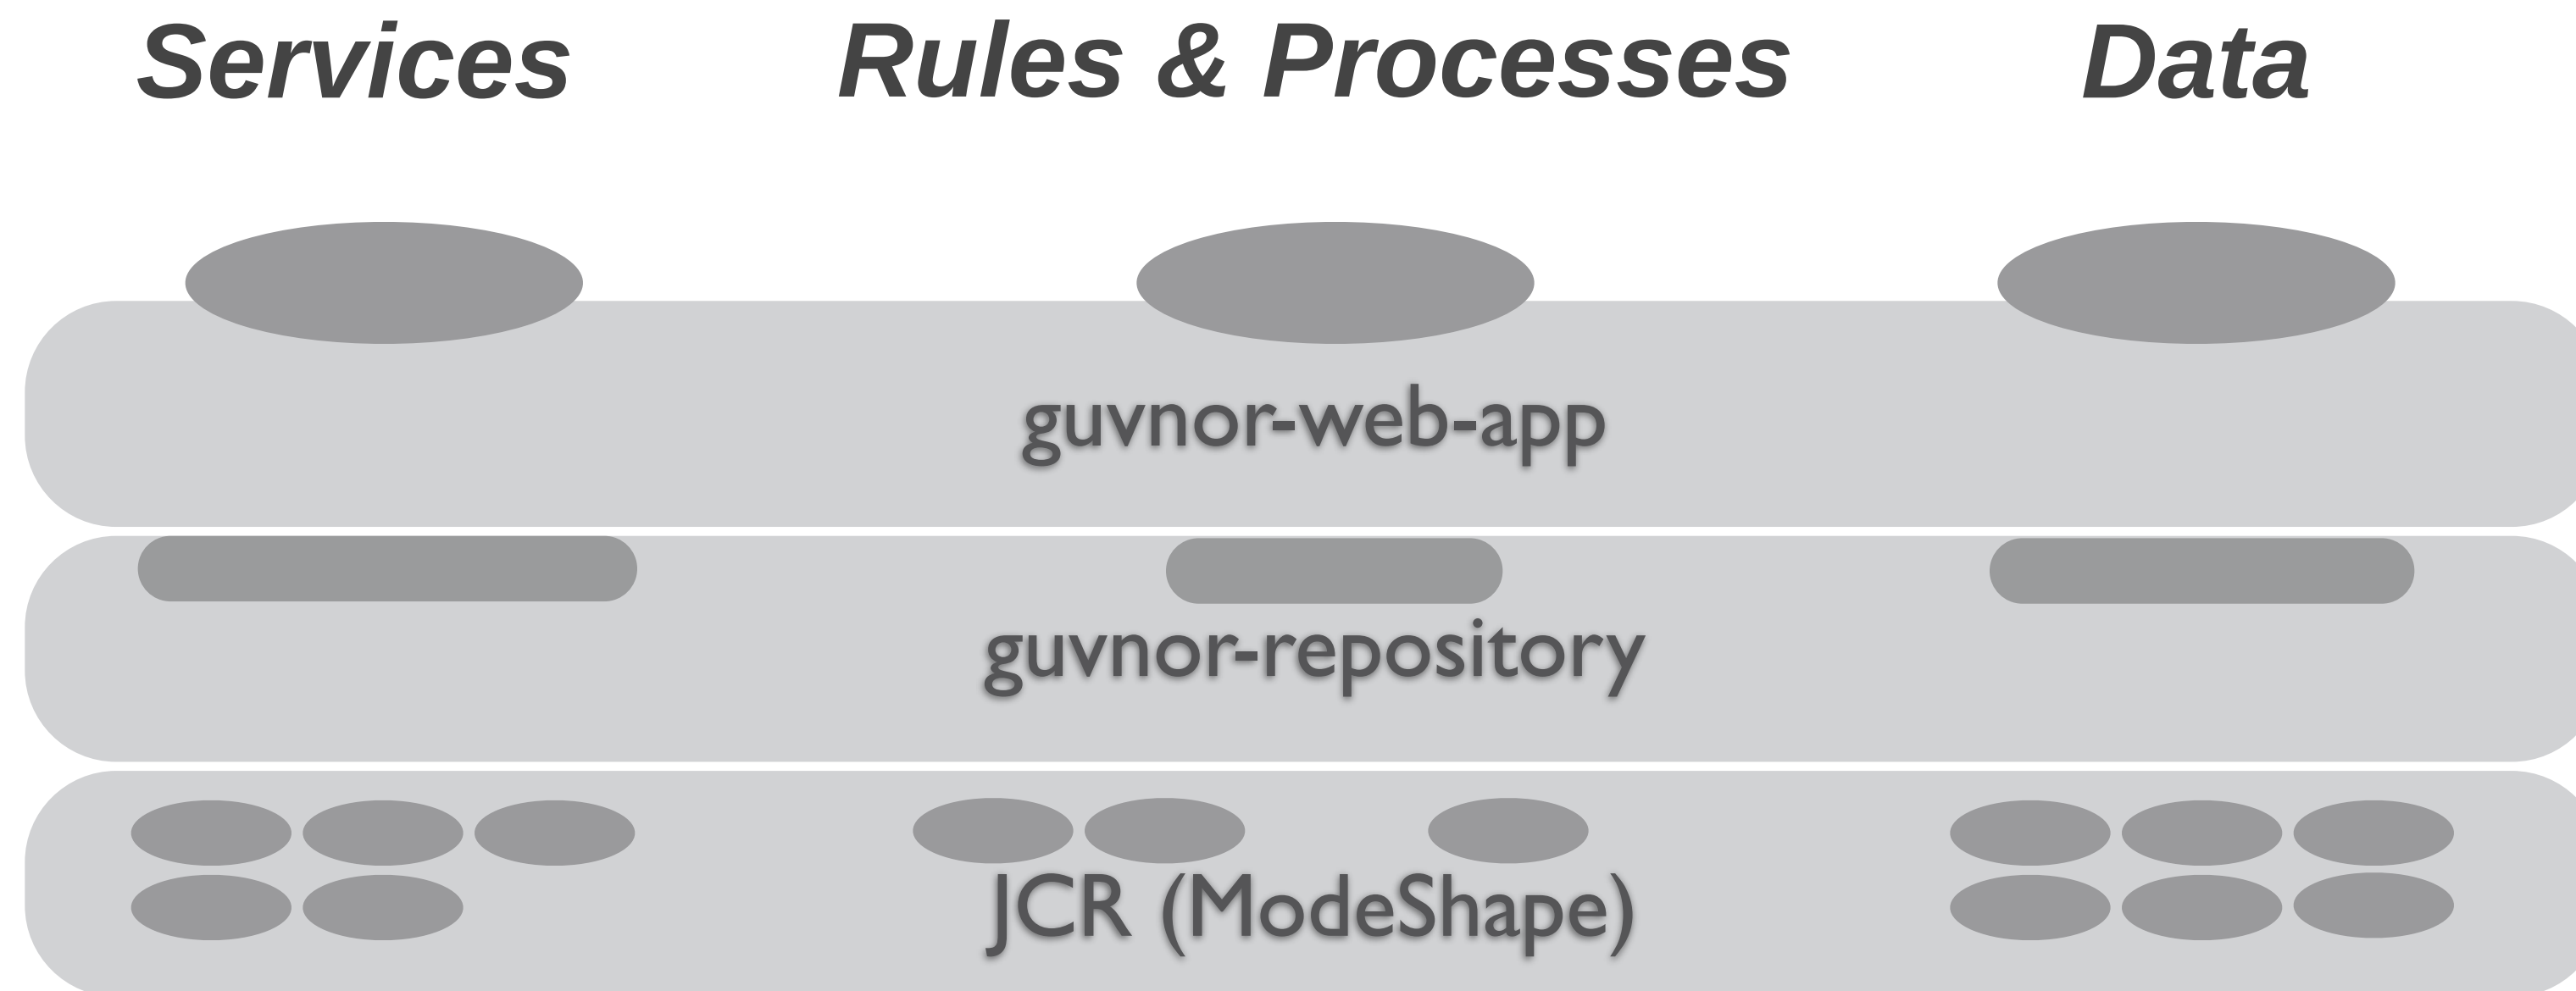 Services Rules & Processes Data
guvnor-web-app
guvnor-repository
JCR (ModeShape)